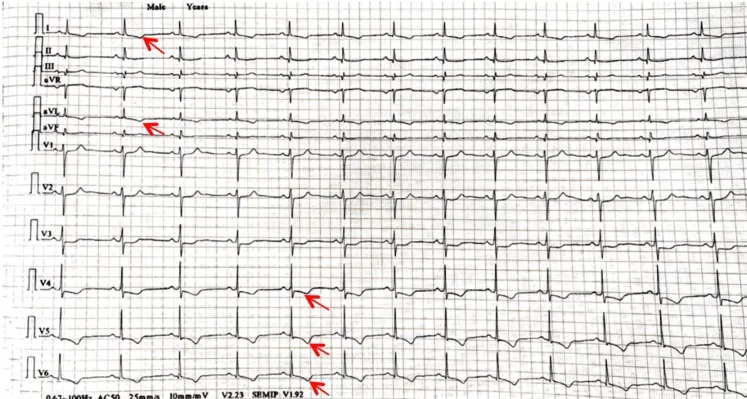 Male Years
I
II
III
aVR
aVL
aVF
V1
V2
V3
V4
V5
V6
0.67~100Hz AC50 25mm/s 10mm/mV V2.23 SEMIP V1.92